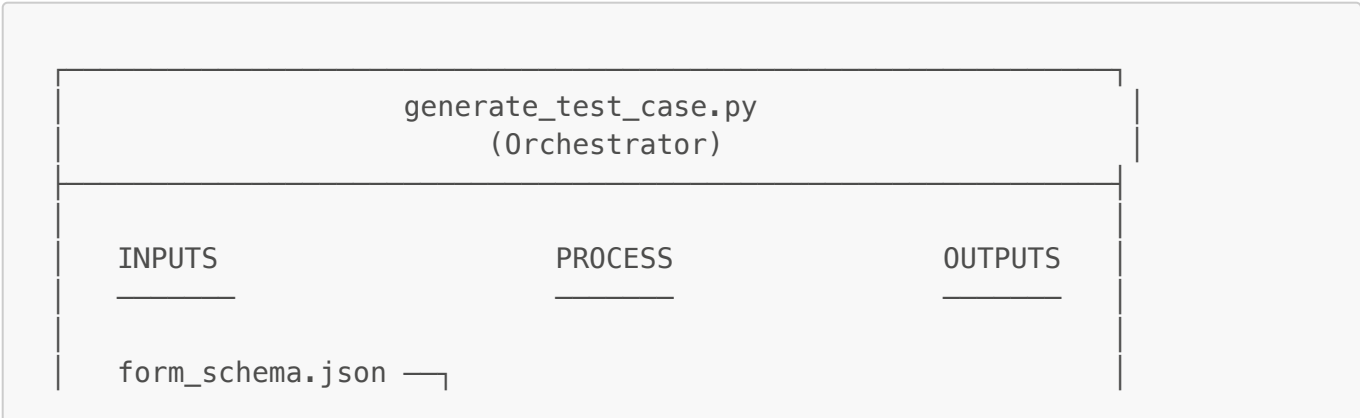 generate_test_case.py
(Orchestrator)
INPUTS PROCESS OUTPUTS
form_schema.json